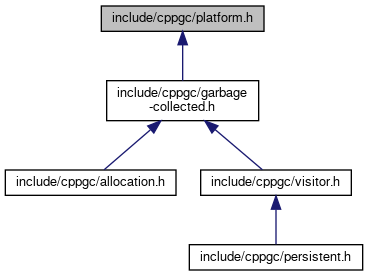 include/cppgc/platform.h
include/cppgc/garbage
-collected.h
include/cppgc/allocation.h
include/cppgc/visitor.h
include/cppgc/persistent.h